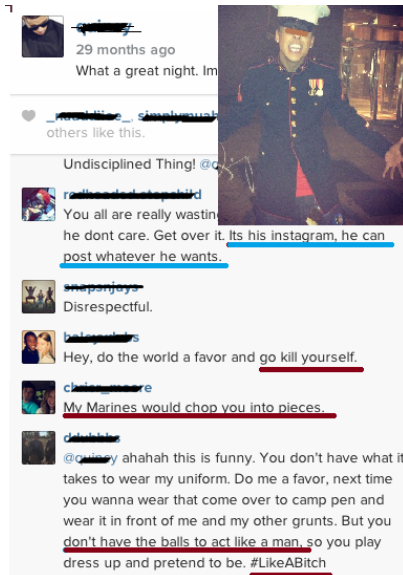 29 months ago
What a great night. Im
others like this.
Undisciplined Thing! @q
You all are really wastin
he dont care. Get over it. Its his instagram, he can
post whatever he wants.
Disrespectful.
Hey, do the world a favor and go kill yourself.
My Marines would chop you into pieces.
ahahah this is funny. You don't have what it
takes to wear my uniform. Do me a favor, next time
you wanna wear that come over to camp pen and
wear it in front of me and my other grunts. But you
don't have the balls to act like a man, so you play
dress up and pretend to be. #LikeABitch